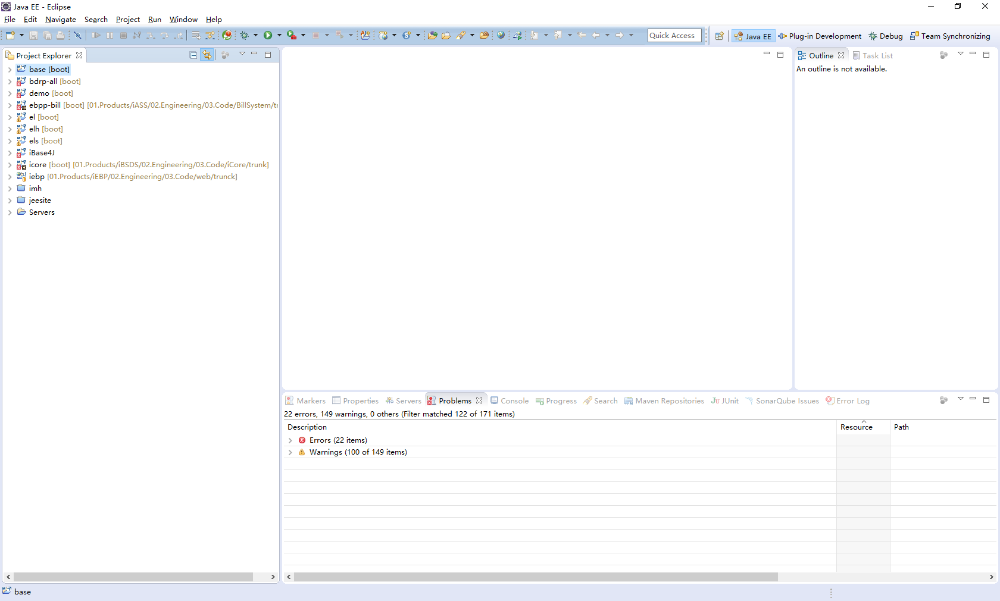 Java EE - Eclipse
File Edit Navigate Search Project Run Window Help
Quick Access Java EE Plug-in Development Debug Team Synchronizing
Project Explorer
base [boot]
bdrp-all [boot]
demo [boot]
ebpp-bill [boot] [01.Products/iASS/02.Engineering/03.Code/BillSystem/tr
el [boot]
elh [boot]
els [boot]
iBase4J
icore [boot] [01.Products/iBSDS/02.Engineering/03.Code/iCore/trunk]
iebp [01.Products/iEBP/02.Engineering/03.Code/web/trunck]
imh
jeesite
Servers
Outline Task List
An outline is not available.
Markers Properties Servers Problems Console Progress Search Maven Repositories JUnit SonarQube Issues Error Log
22 errors, 149 warnings, 0 others (Filter matched 122 of 171 items)
Description Resource Path
Errors (22 items)
Warnings (100 of 149 items)
base